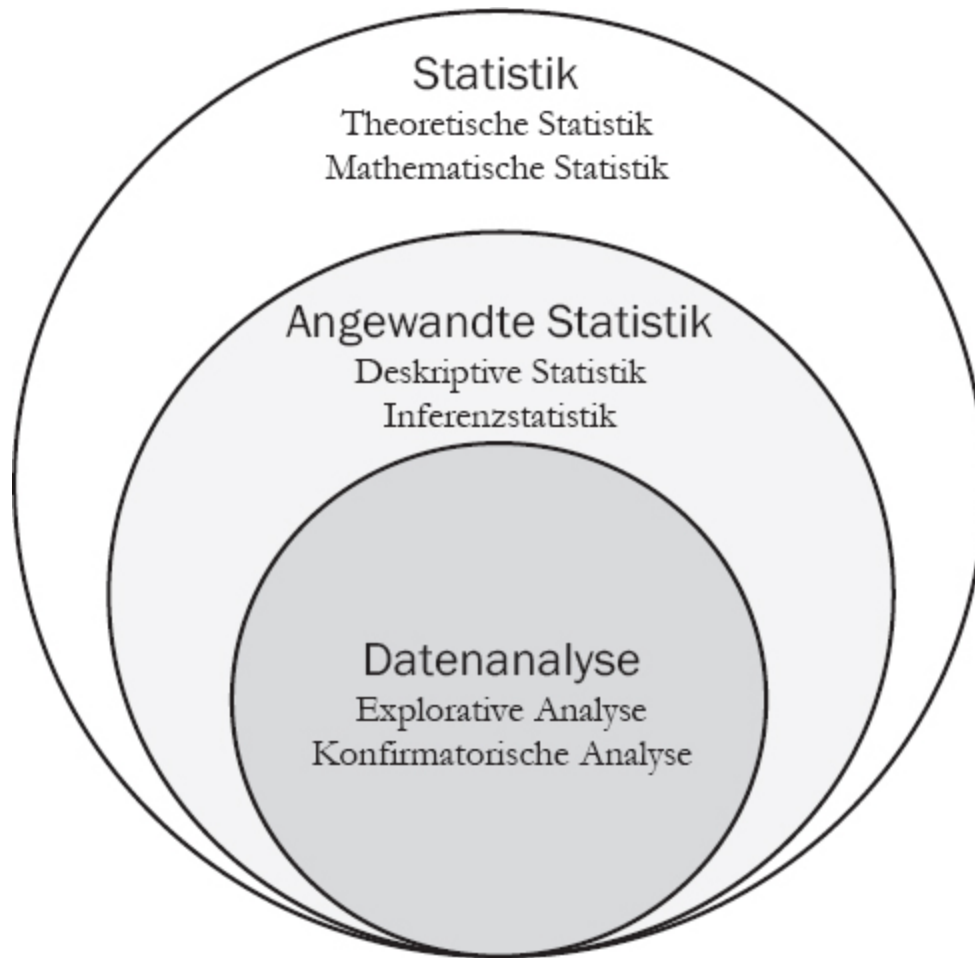 Statistik
Theoretische Statistik
Mathematische Statistik
Angewandte Statistik
Deskriptive Statistik
Inferenzstatistik
Datenanalyse
Explorative Analyse
Konfirmatorische Analyse